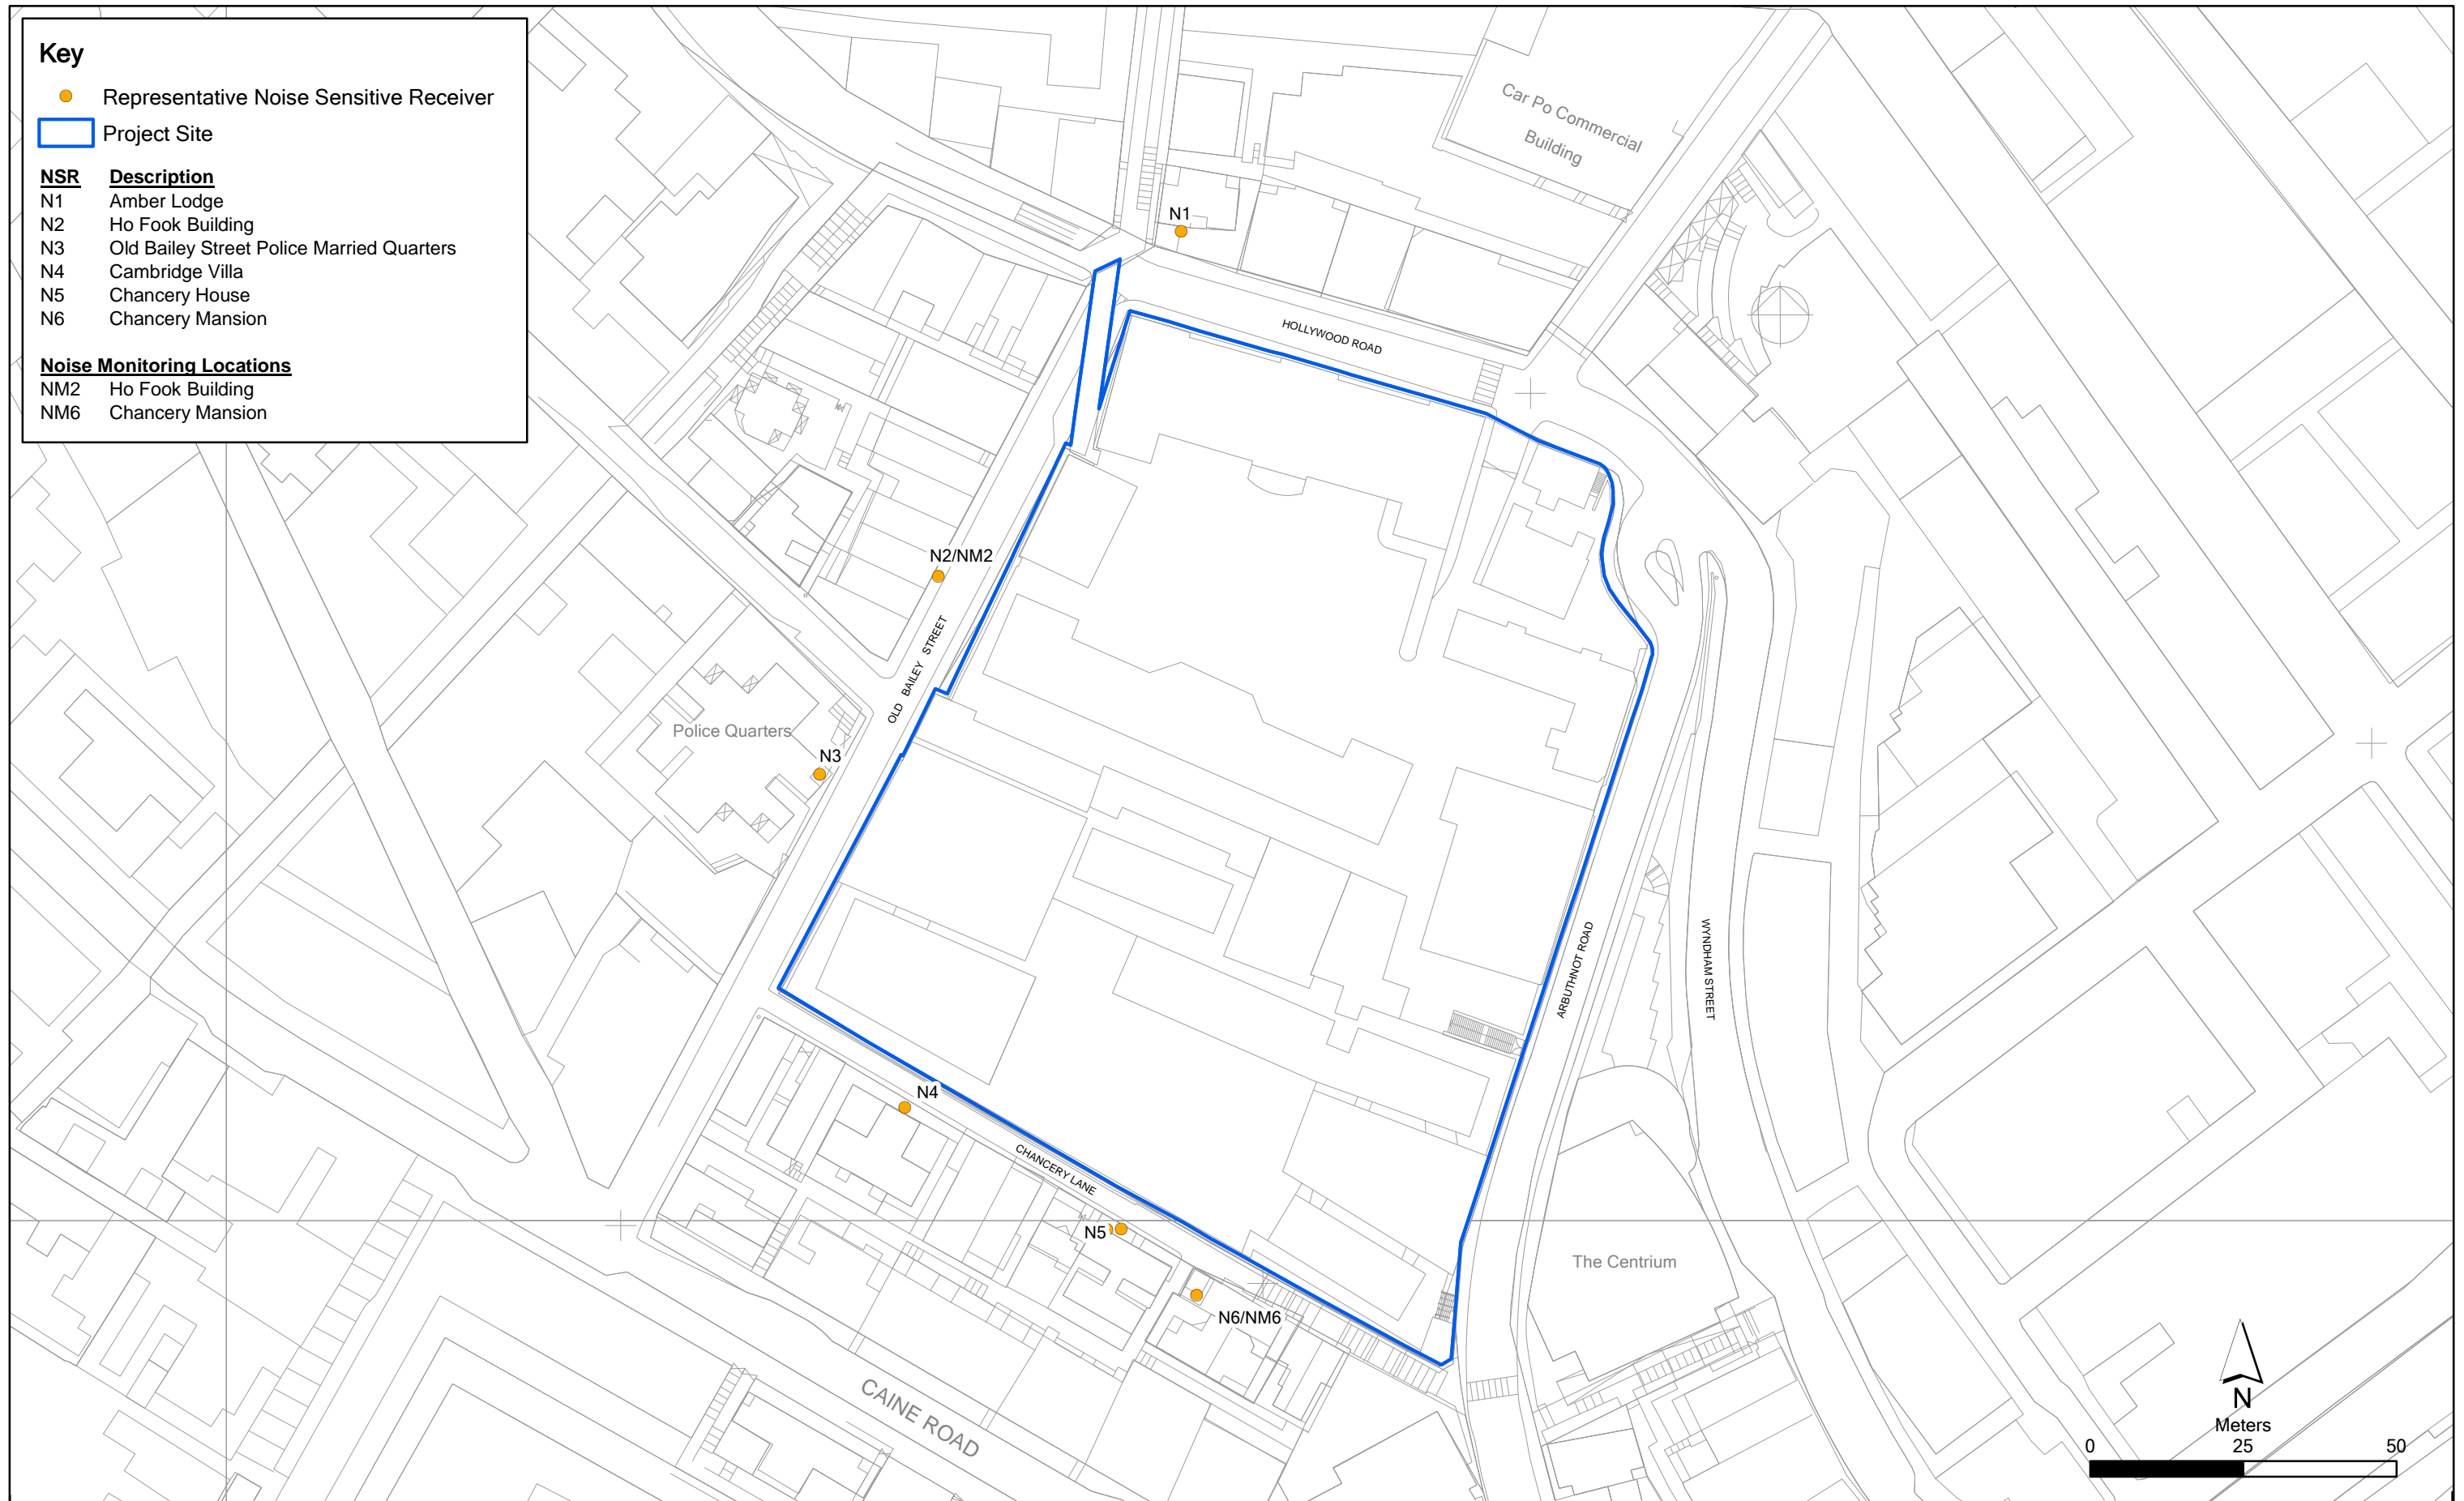 Key
Representative Noise Sensitive Receiver
Project Site
NSR Description
N1 Amber Lodge
N2 Ho Fook Building
N3 Old Bailey Street Police Married Quarters
N4 Cambridge Villa
N5 Chancery House
N6 Chancery Mansion
Noise Monitoring Locations
NM2 Ho Fook Building
NM6 Chancery Mansion
Car Po Commercial
Building
N1
HOLLYWOOD ROAD
N2/NM2
OLD BAILEY STREET
Police Quarters
N3
ARBUTHNOT ROAD
WYNDHAM STREET
N4
CHANCERY LANE
N5
The Centrium
N6/NM6
CAINE ROAD
N
Meters
0 25 50